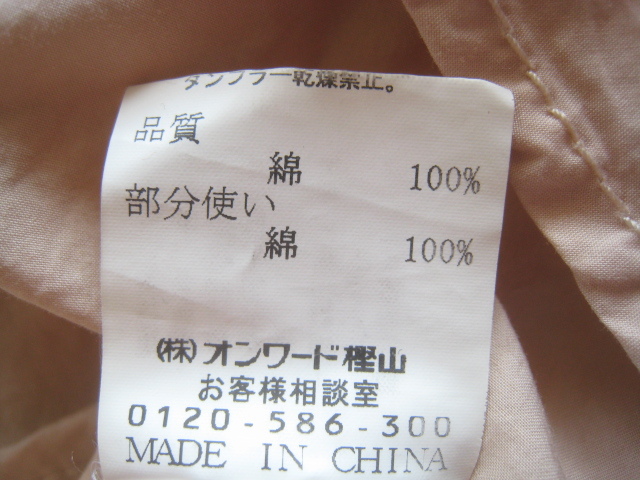 タンブラー乾燥禁止。
品質
綿 100%
部分使い
綿 100%
(株)オンワード樫山
お客様相談室
0120-586-300
MADE IN CHINA